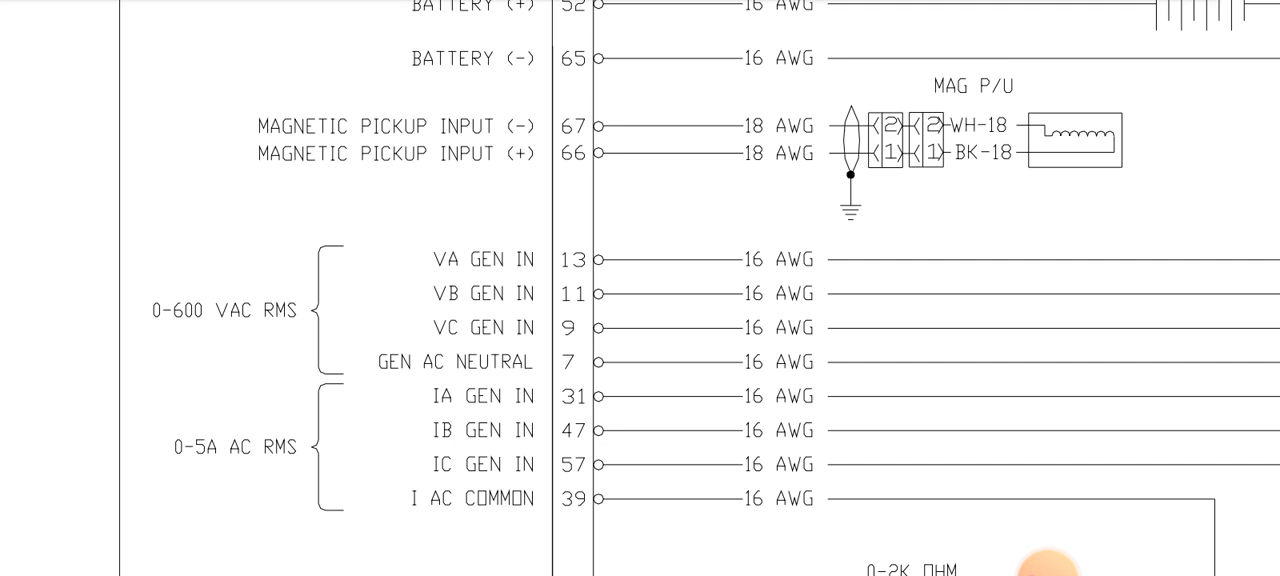 BATTERY (+) 52 16 AWG
BATTERY (-) 65 16 AWG
MAG P/U
MAGNETIC PICKUP INPUT (-) 67 18 AWG 2 2 WH-18
MAGNETIC PICKUP INPUT (+) 66 18 AWG 1 1 BK-18
VA GEN IN 13 16 AWG
VB GEN IN 11 16 AWG
0-600 VAC RMS
VC GEN IN 9 16 AWG
GEN AC NEUTRAL 7 16 AWG
IA GEN IN 31 16 AWG
IB GEN IN 47 16 AWG
0-5A AC RMS
IC GEN IN 57 16 AWG
I AC COMMON 39 16 AWG
0-2K OHM